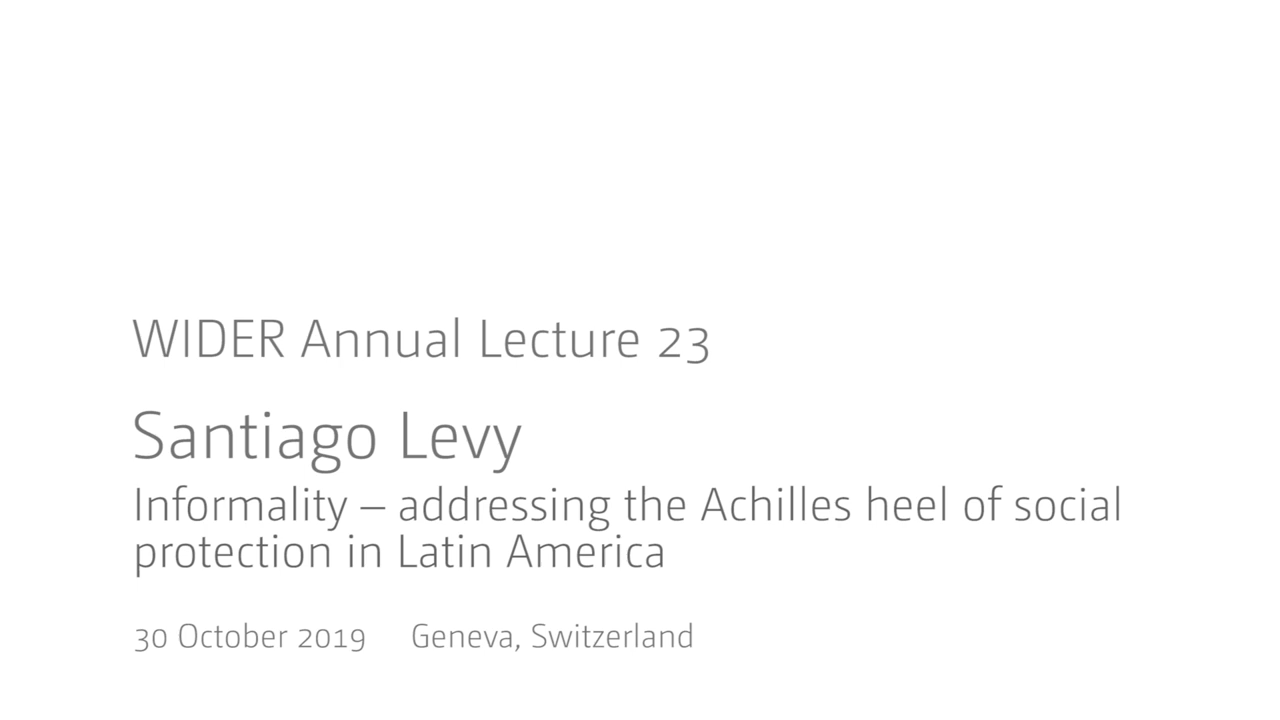 WIDER Annual Lecture 23
Santiago Levy
Informality – addressing the Achilles heel of social
protection in Latin America
30 October 2019 Geneva, Switzerland